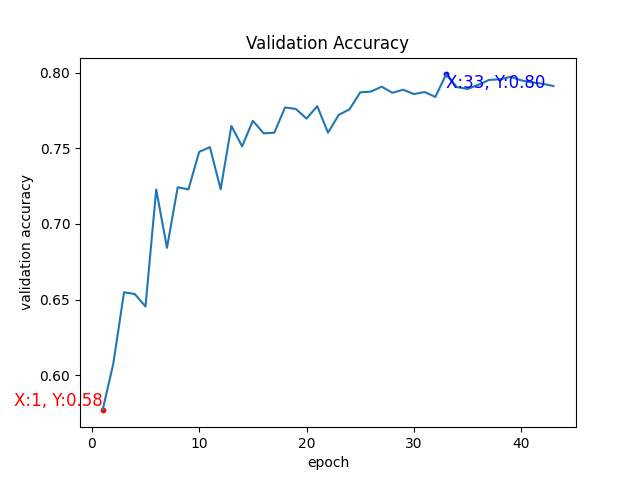 Validation Accuracy
0.80
0.75
0.70
0.65
0.60
validation accuracy
X:33, Y:0.80
X:1, Y:0.58
0
10
20
30
40
epoch